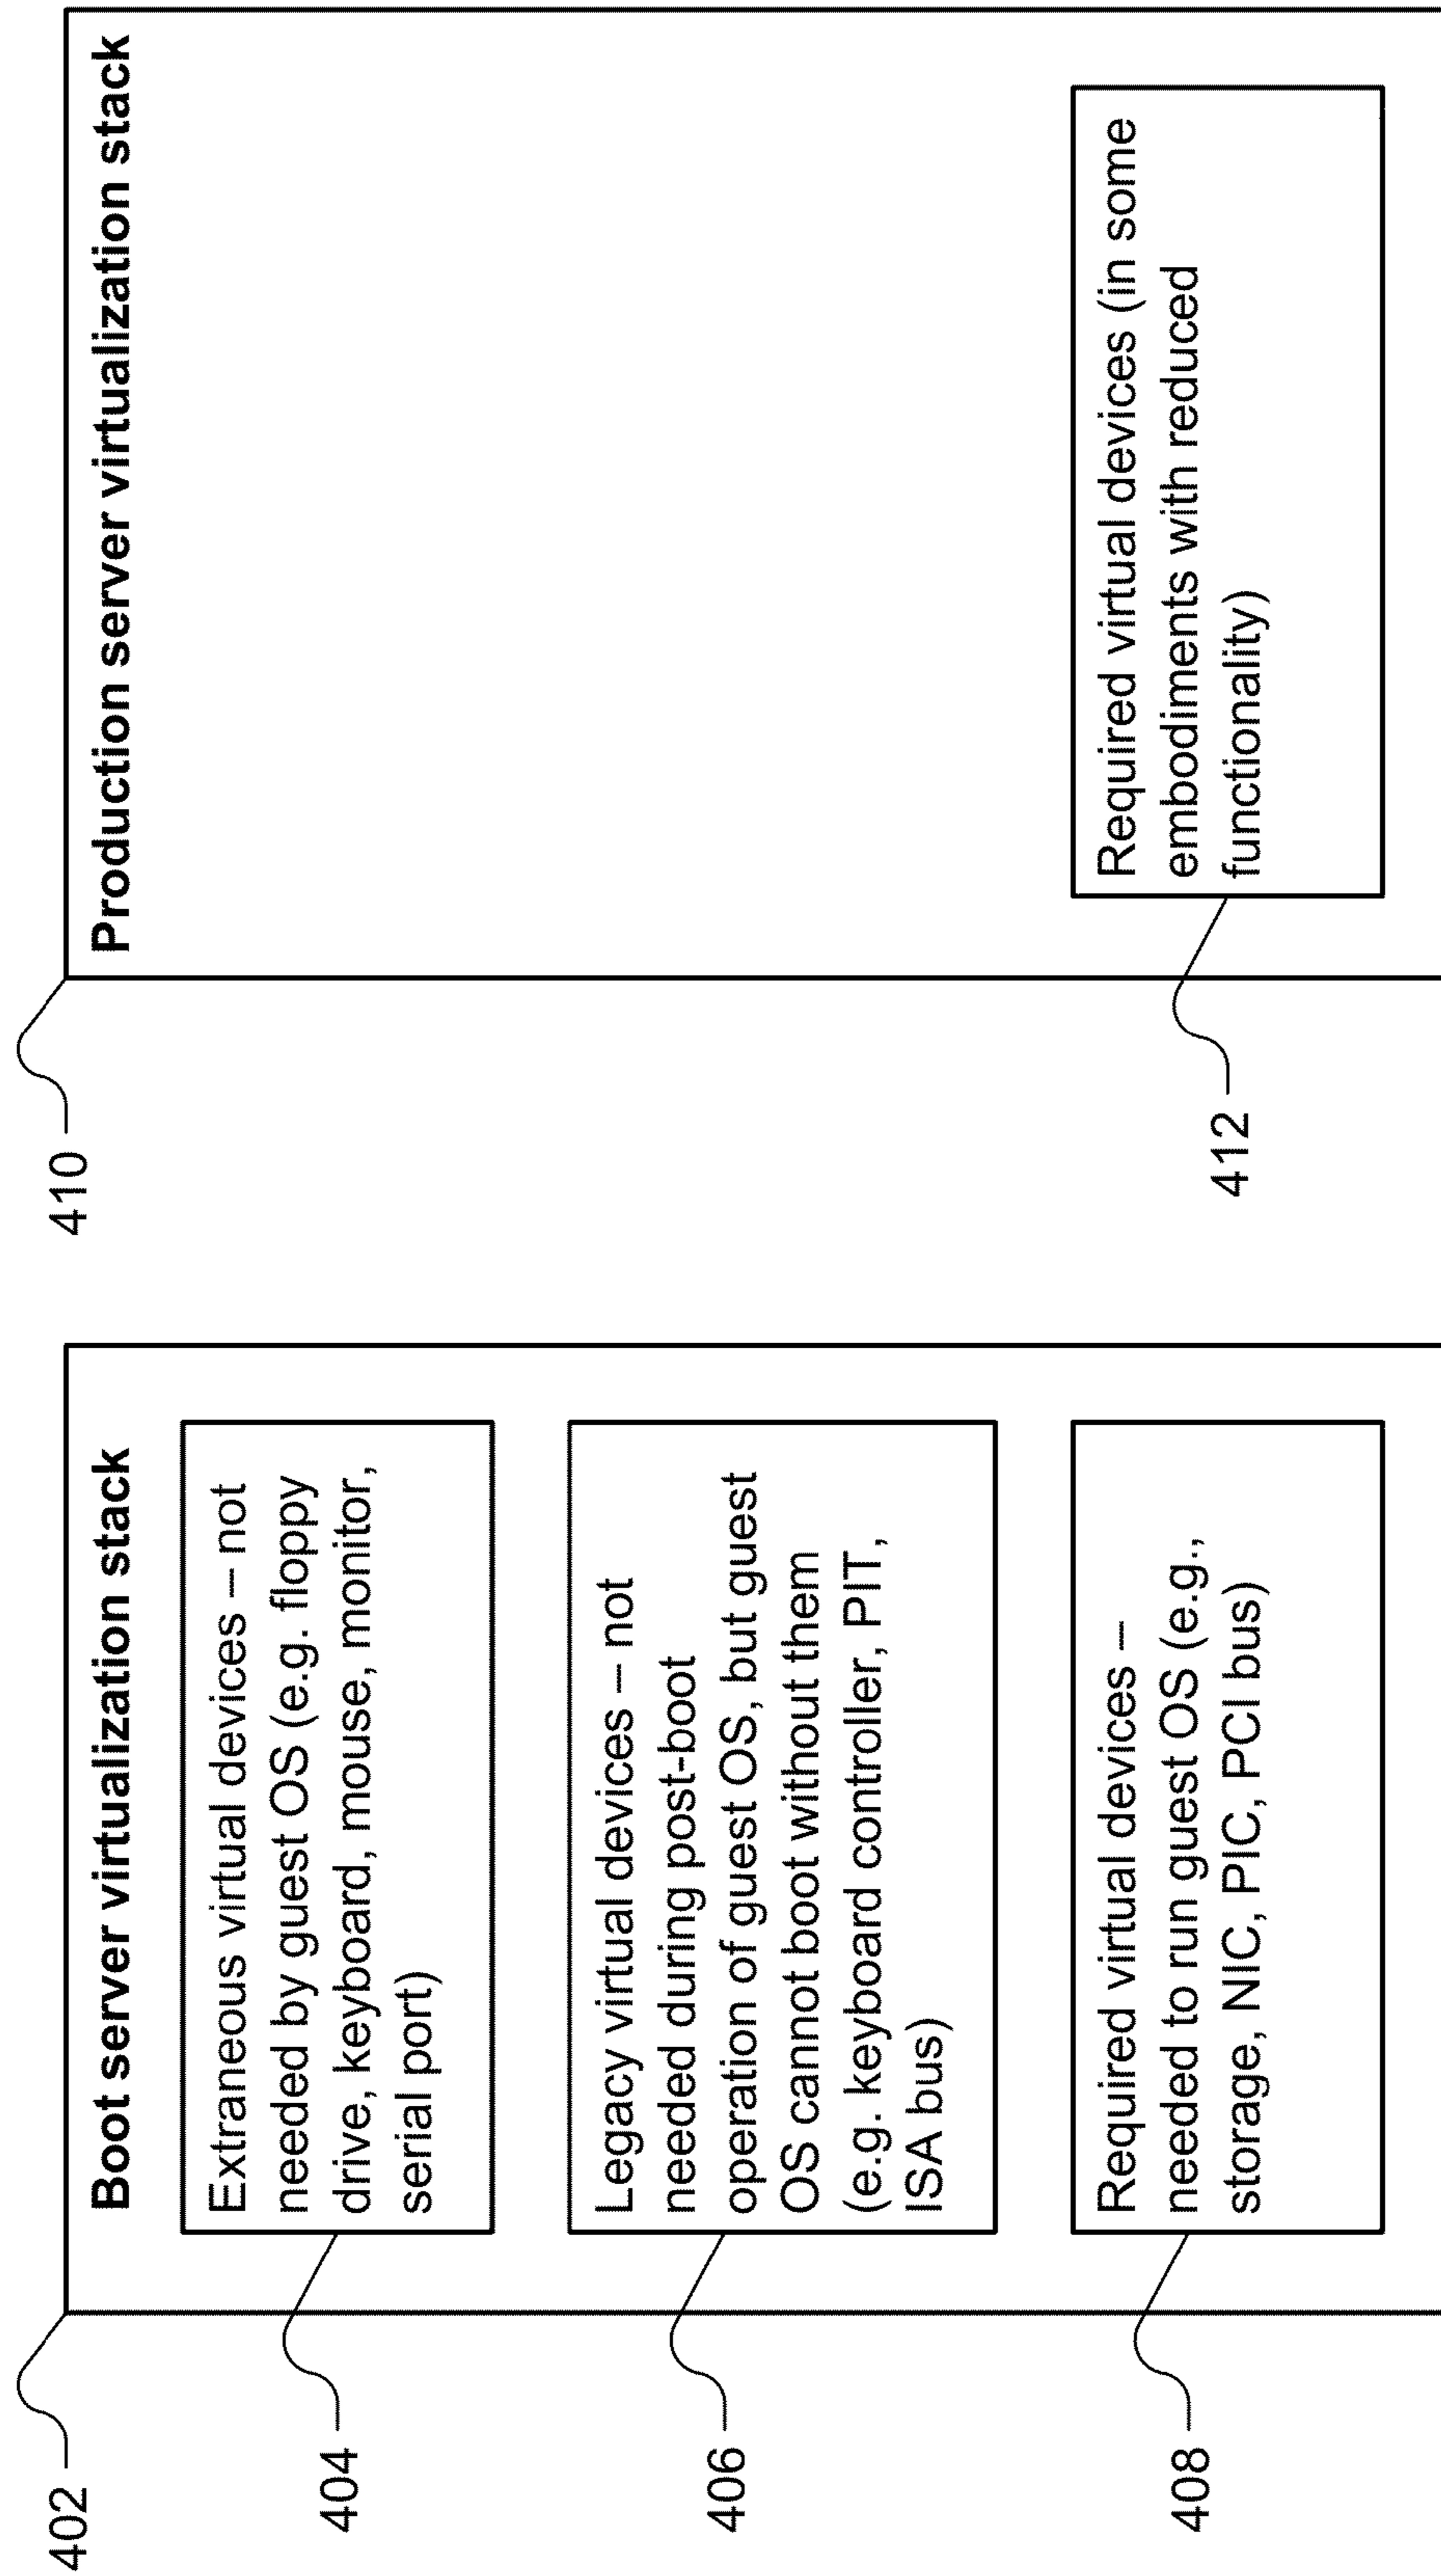 402
Boot server virtualization stack
404
Extraneous virtual devices – not
needed by guest OS (e.g. floppy
drive, keyboard, mouse, monitor,
serial port)
406
Legacy virtual devices – not
needed during post-boot
operation of guest OS, but guest
OS cannot boot without them
(e.g. keyboard controller, PIT,
ISA bus)
408
Required virtual devices –
needed to run guest OS (e.g.,
storage, NIC, PIC, PCI bus)
410
Production server virtualization stack
412
Required virtual devices (in some
embodiments with reduced
functionality)